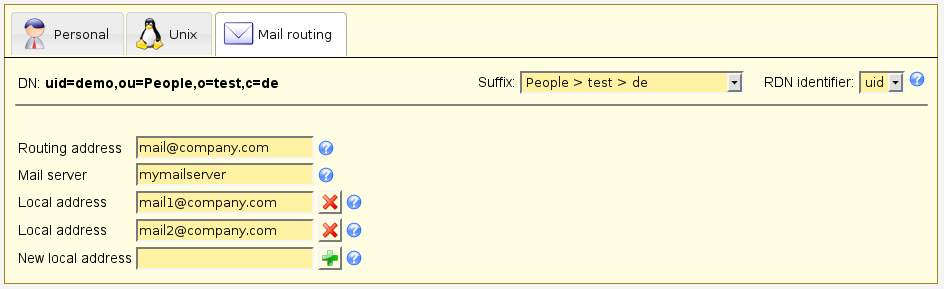 Personal Unix Mail routing
DN: uid=demo,ou=People,o=test,c=de Suffix: People > test > de RDN identifier: uid
Routing address mail@company.com
Mail server mymailserver
Local address mail1@company.com
Local address mail2@company.com
New local address